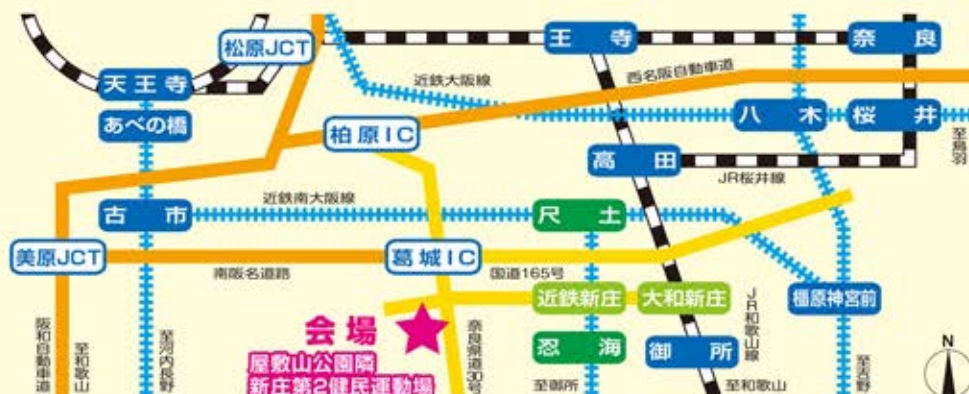 松原JCT
王寺
奈良
天王寺
近鉄大阪線
西名阪自動車道
あべの橋
柏原IC
八木
桜井
高田
至鳥羽
JR桜井線
古市
近鉄南大阪線
尺土
美原JCT
南阪名道路
葛城IC
国道165号
近鉄新庄
大和新庄
橿原神宮前
JR和歌山線
会場
屋敷山公園隣
新庄第2健民運動場
奈良県道30号
忍海
御所
阪和自動車道
至和歌山
至河内長野
至御所
至和歌山
至吉野
N